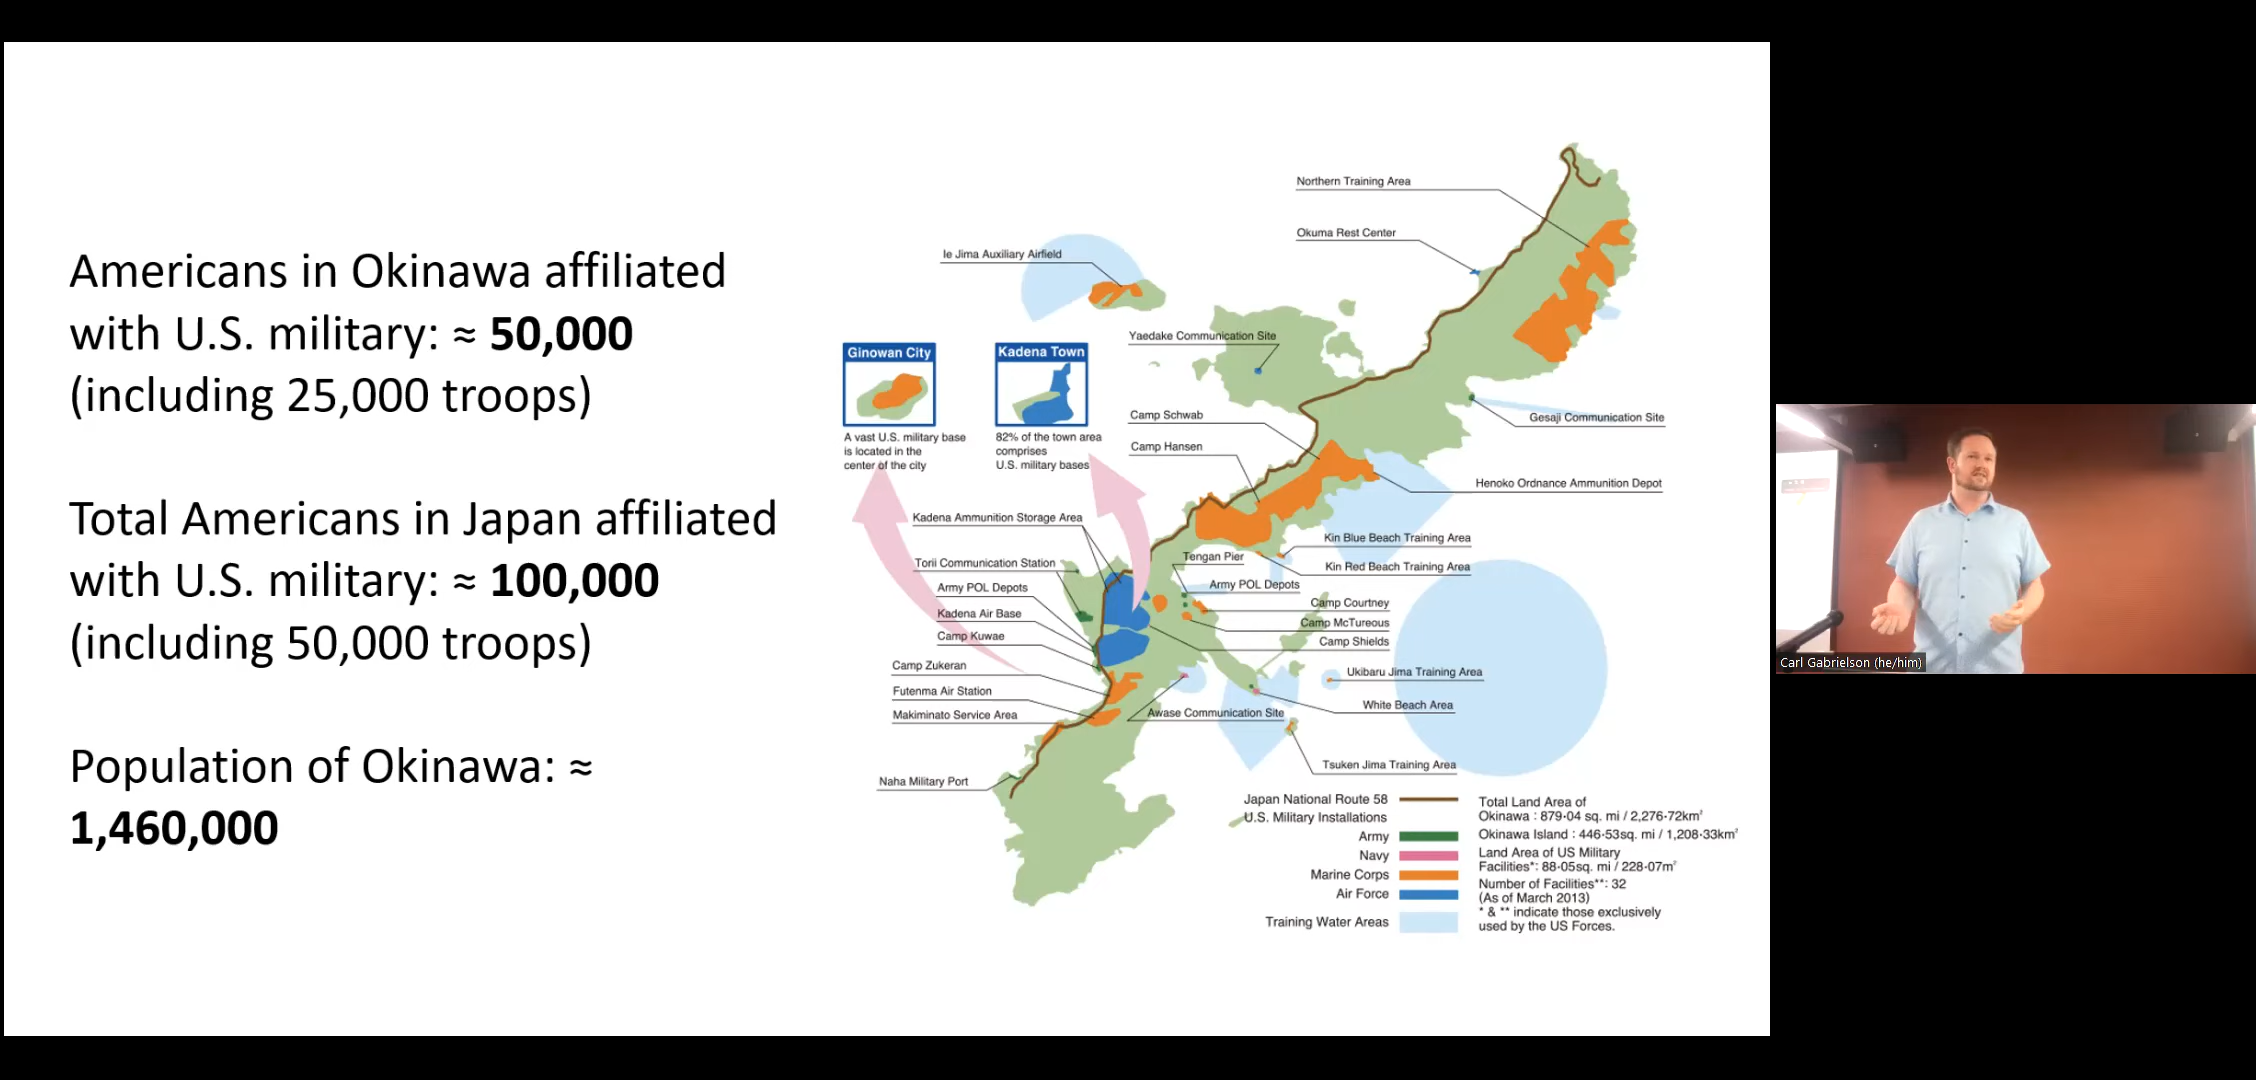 Americans in Okinawa affiliated
with U.S. military: ≈ 50,000
(including 25,000 troops)
Total Americans in Japan affiliated
with U.S. military: ≈ 100,000
(including 50,000 troops)
Population of Okinawa: ≈
1,460,000
Northern Training Area
Okuma Rest Center
Ie Jima Auxiliary Airfield
Yaedake Communication Site
Ginowan City
A vast U.S. military base
is located in the
center of the city
Kadena Town
82% of the town area
comprises
U.S. military bases
Camp Schwab
Camp Hansen
Gesaji Communication Site
Henoko Ordnance Ammunition Depot
Kadena Ammunition Storage Area
Torii Communication Station
Army POL Depots
Kadena Air Base
Camp Kuwae
Camp Zukeran
Futenma Air Station
Makiminato Service Area
Naha Military Port
Kin Blue Beach Training Area
Tengan Pier
Kin Red Beach Training Area
Army POL Depots
Camp Courtney
Camp McTureous
Camp Shields
Ukibaru Jima Training Area
White Beach Area
Awase Communication Site
Tsuken Jima Training Area
Japan National Route 58
U.S. Military Installations
Army
Navy
Marine Corps
Air Force
Training Water Areas
Total Land Area of
Okinawa : 879·04 sq. mi / 2,276·72km²
Okinawa Island : 446·53sq. mi / 1,208·33km²
Land Area of US Military
Facilities*: 88·05sq. mi / 228·07m²
Number of Facilities**: 32
(As of March 2013)
* & ** indicate those exclusively
used by the US Forces.
Carl Gabrielson (he/him)